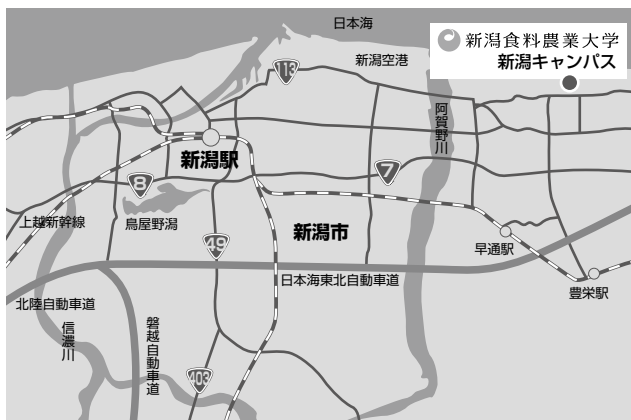 日本海
新潟食料農業大学
新潟キャンパス
新潟空港
113
阿賀野川
新潟駅
7
8
上越新幹線
鳥屋野潟
新潟市
49
早通駅
日本海東北自動車道
豊栄駅
北陸自動車道
信濃川
磐越自動車道
403